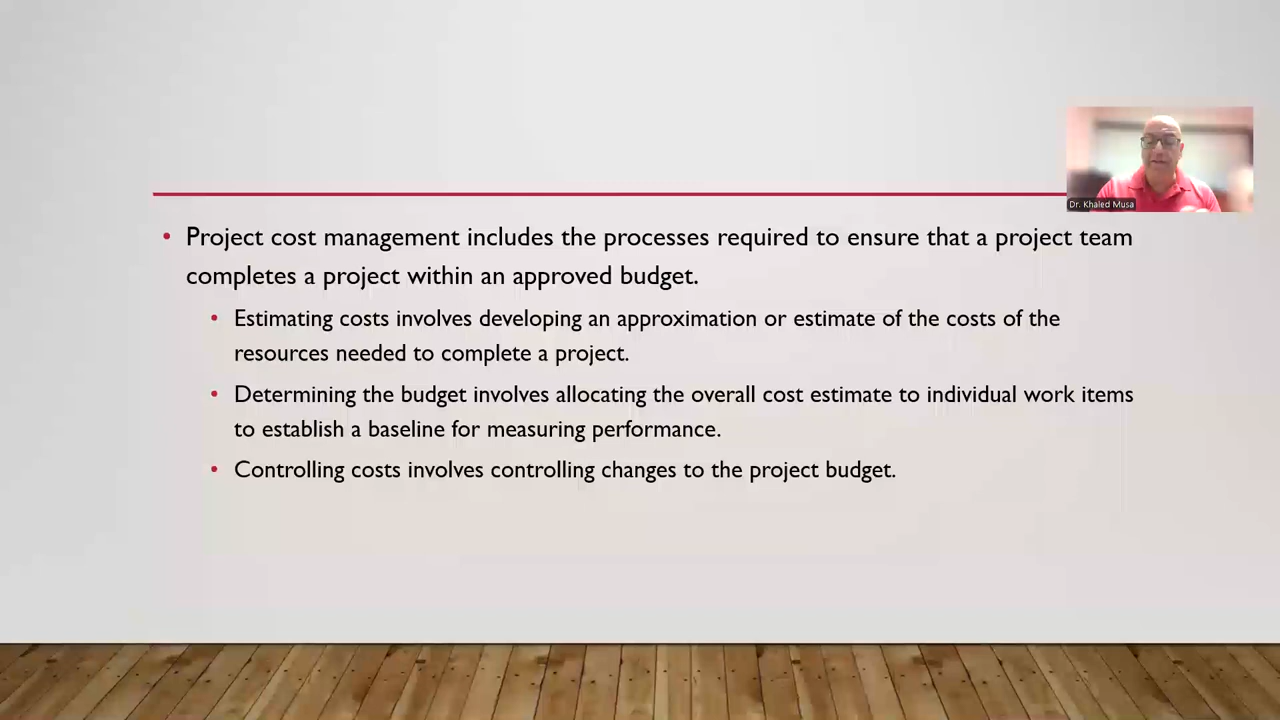 Dr. Khaled Musa
• Project cost management includes the processes required to ensure that a project team
completes a project within an approved budget.
• Estimating costs involves developing an approximation or estimate of the costs of the
resources needed to complete a project.
• Determining the budget involves allocating the overall cost estimate to individual work items
to establish a baseline for measuring performance.
• Controlling costs involves controlling changes to the project budget.